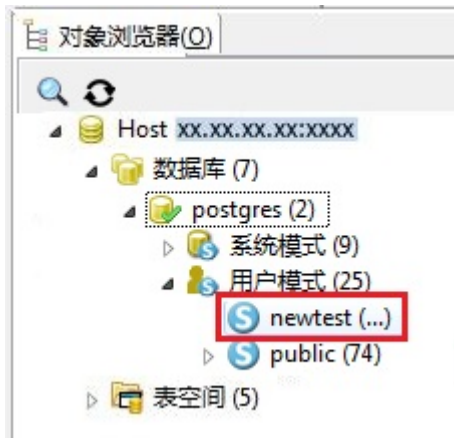 对象浏览器(O)
Host xx.xx.xx.xx:xxxx
数据库 (7)
postgres (2)
系统模式 (9)
用户模式 (25)
newtest (...)
public (74)
表空间 (5)